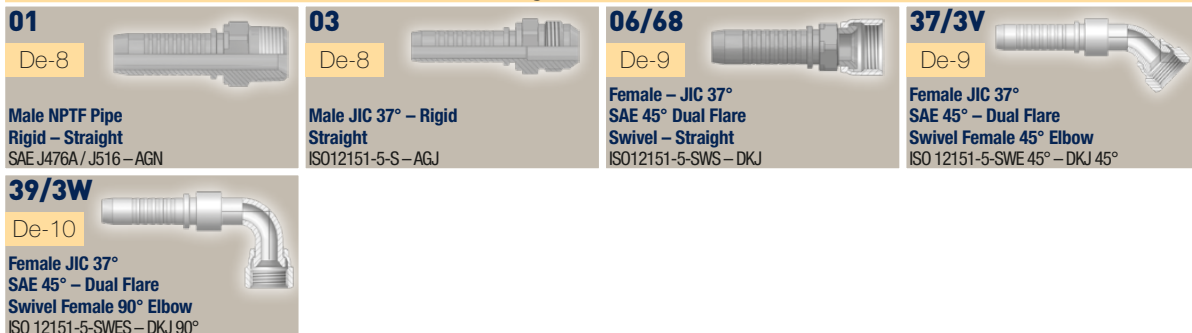 01
De-8
Male NPTF Pipe
Rigid – Straight
SAE J476A / J516 – AGN
03
De-8
Male JIC 37° – Rigid
Straight
ISO12151-5-S – AGJ
06/68
De-9
Female – JIC 37°
SAE 45° Dual Flare
Swivel – Straight
ISO12151-5-SWS – DKJ
37/3V
De-9
Female JIC 37°
SAE 45° – Dual Flare
Swivel Female 45° Elbow
ISO 12151-5-SWE 45° – DKJ 45°
39/3W
De-10
Female JIC 37°
SAE 45° – Dual Flare
Swivel Female 90° Elbow
ISO 12151-5-SWES – DKJ 90°